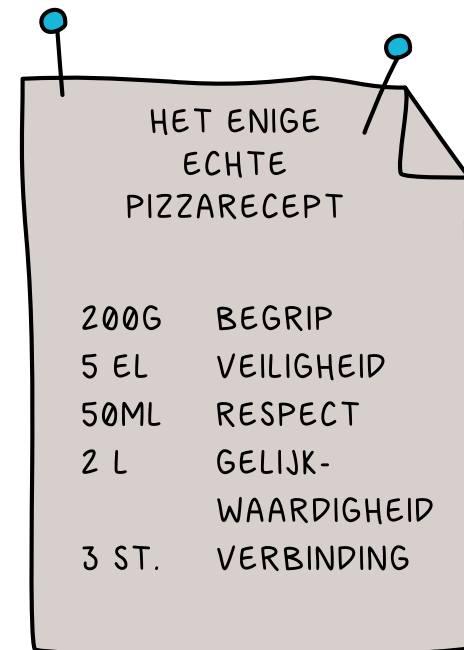 HET ENIGE
ECHTE
PIZZARECEPT
200G BEGRIP
5 EL VEILIGHEID
50ML RESPECT
2 L GELIJK-
WAARDIGHEID
3 ST. VERBINDING